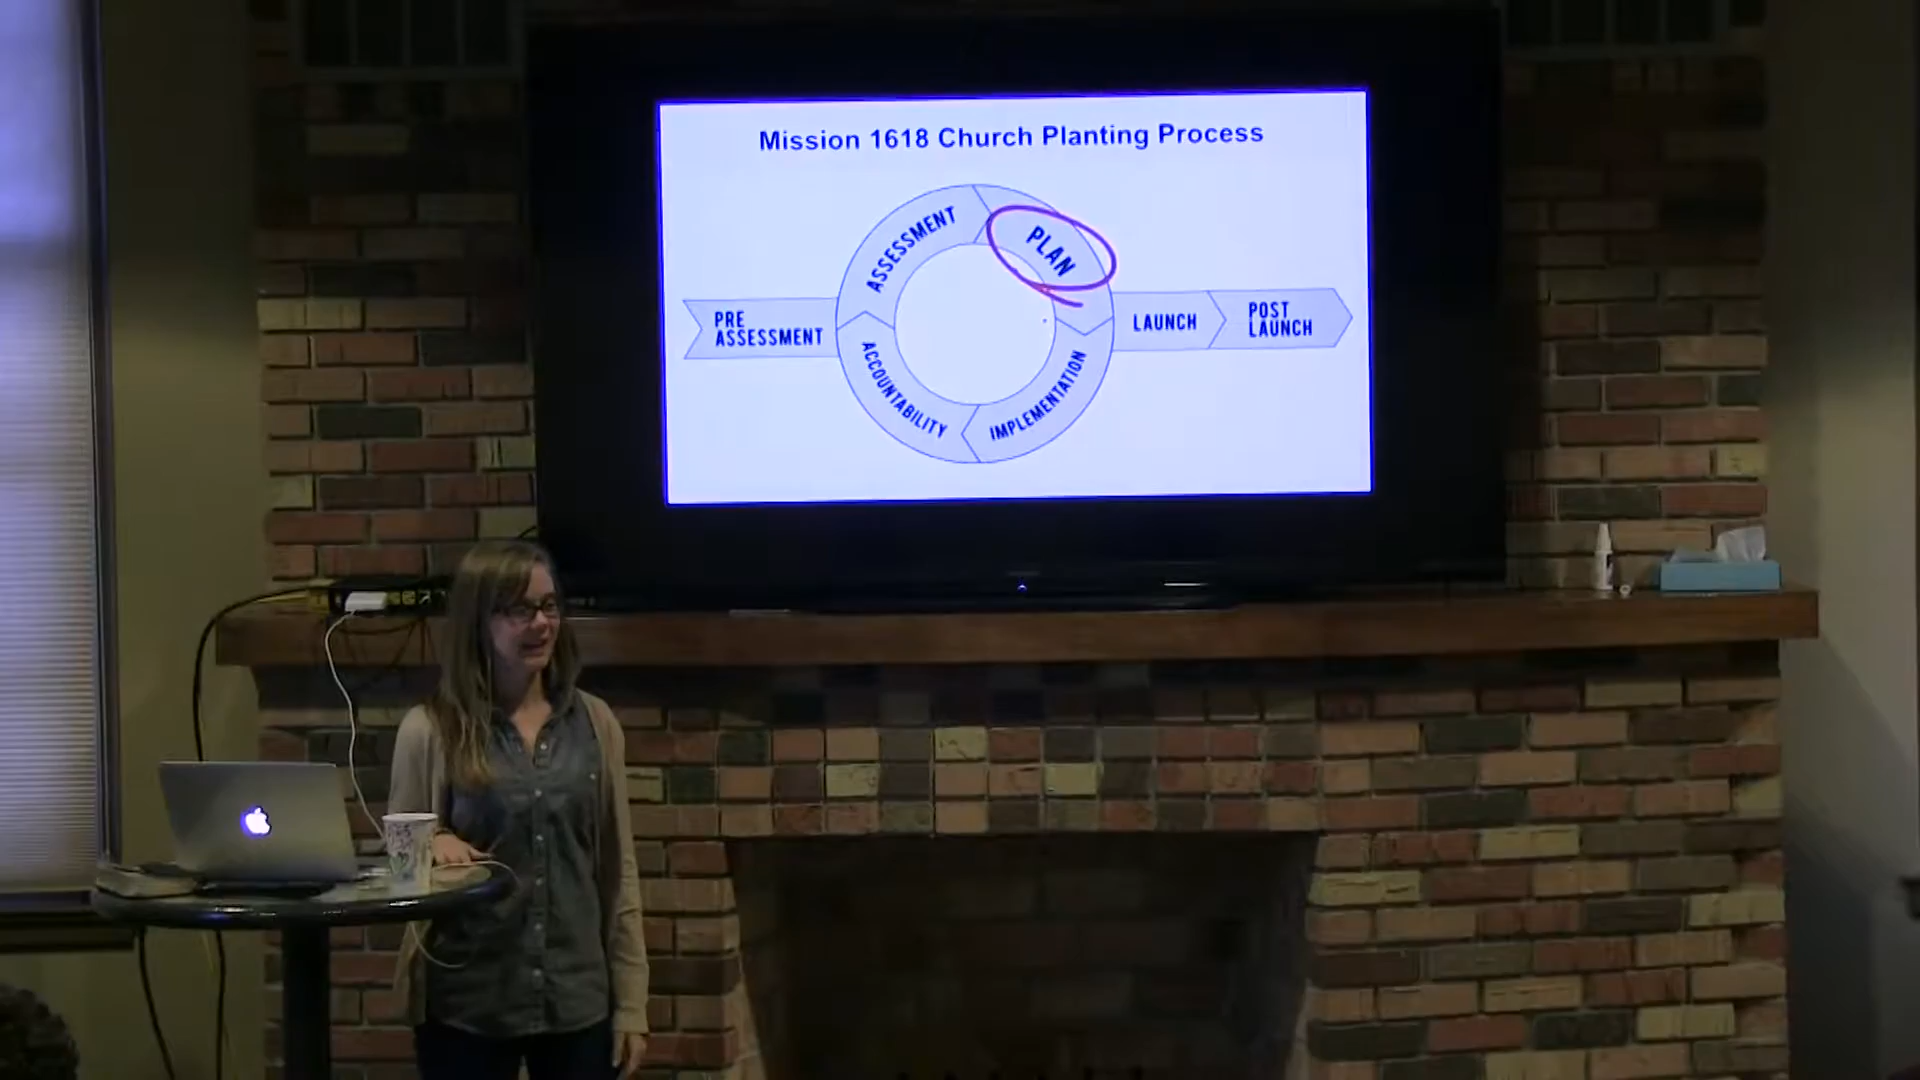 Mission 1618 Church Planting Process
PRE
ASSESSMENT
ASSESSMENT
PLAN
IMPLEMENTATION
ACCOUNTABILITY
LAUNCH
POST
LAUNCH